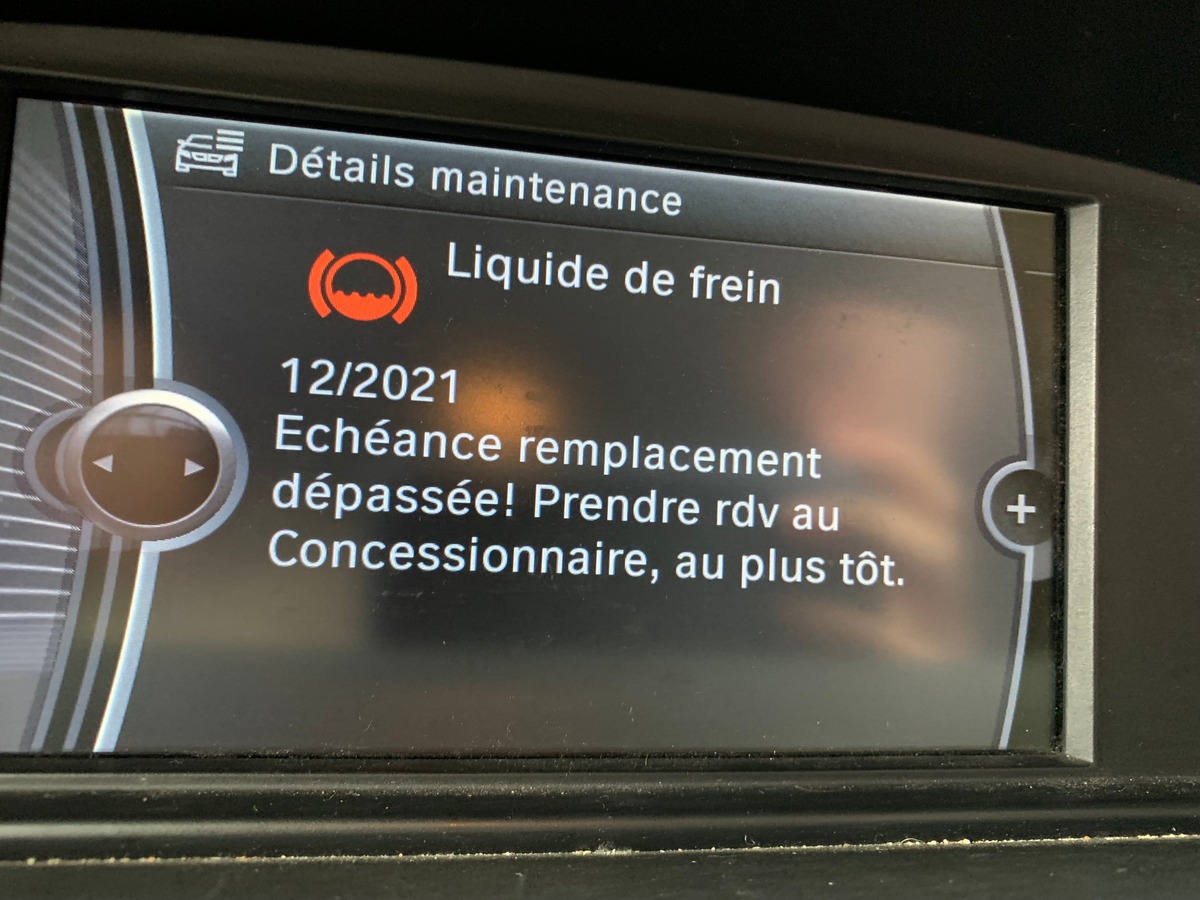 Détails maintenance
Liquide de frein
12/2021
Echéance remplacement
dépassée! Prendre rdv au
Concessionnaire, au plus tôt.
+